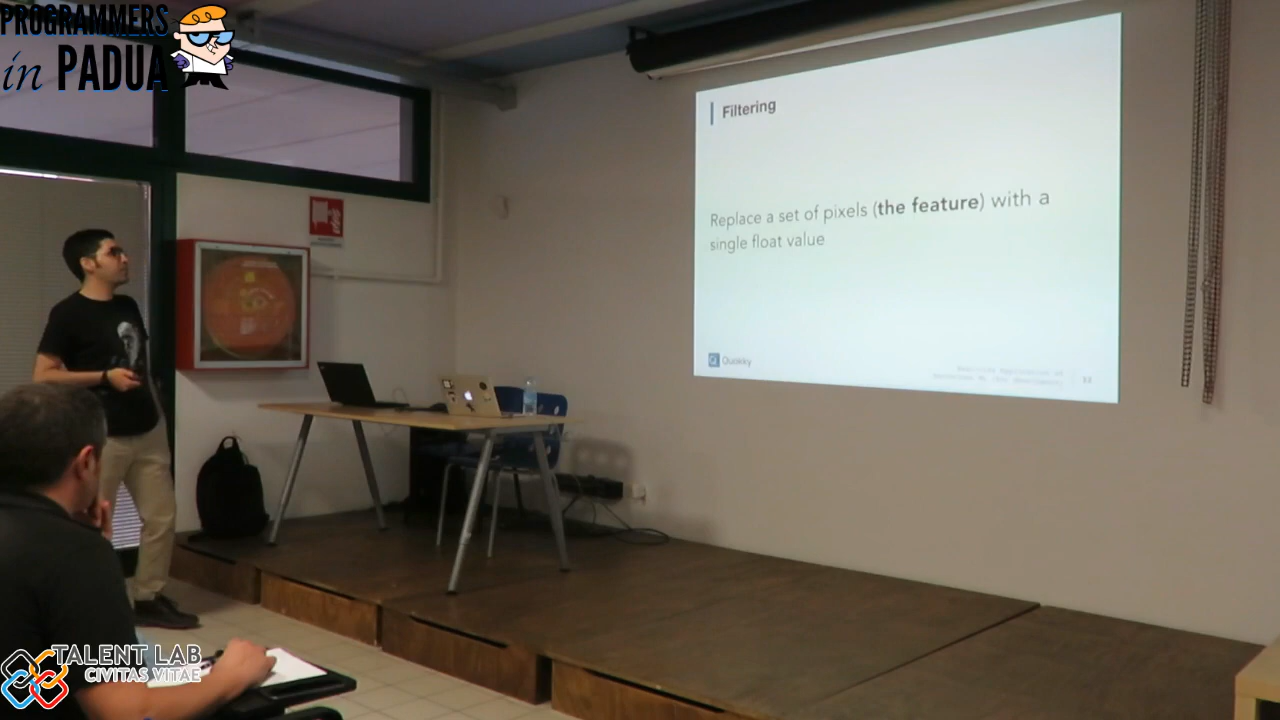 PROGRAMMERS
in PADUA
Filtering
Replace a set of pixels (the feature) with a
single float value
Quokky
TALENT LAB
CIVITAS VITAE